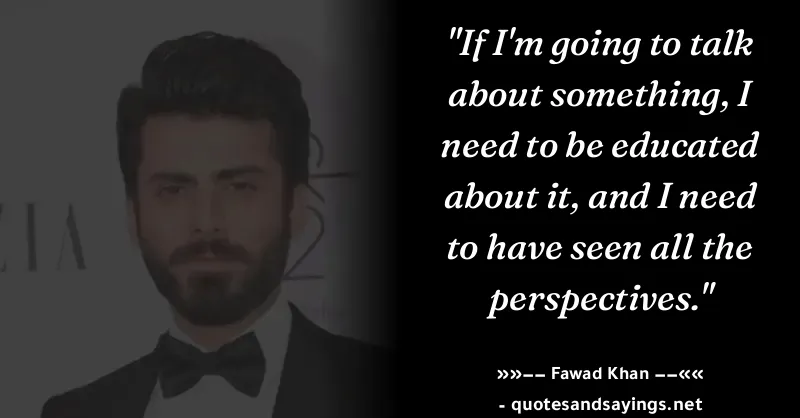 "If I'm going to talk
about something, I
need to be educated
about it, and I need
to have seen all the
perspectives."
»»−− Fawad Khan −−««
- quotesandsayings.net